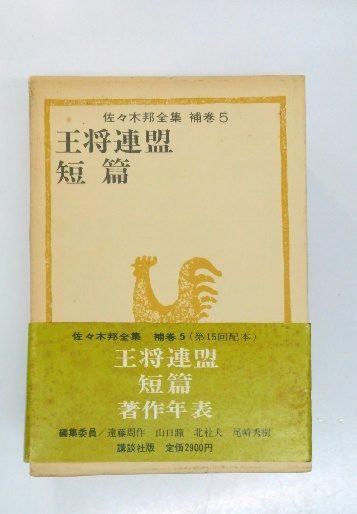 佐々木邦全集 補巻5
王将連盟
短篇
佐々木邦全集 補巻5(第15回配本)
王将連盟
短篇
著作年表
編集委員/遠藤周作 山口瞳 北杜夫 尾崎秀樹
講談社版 定価2900円